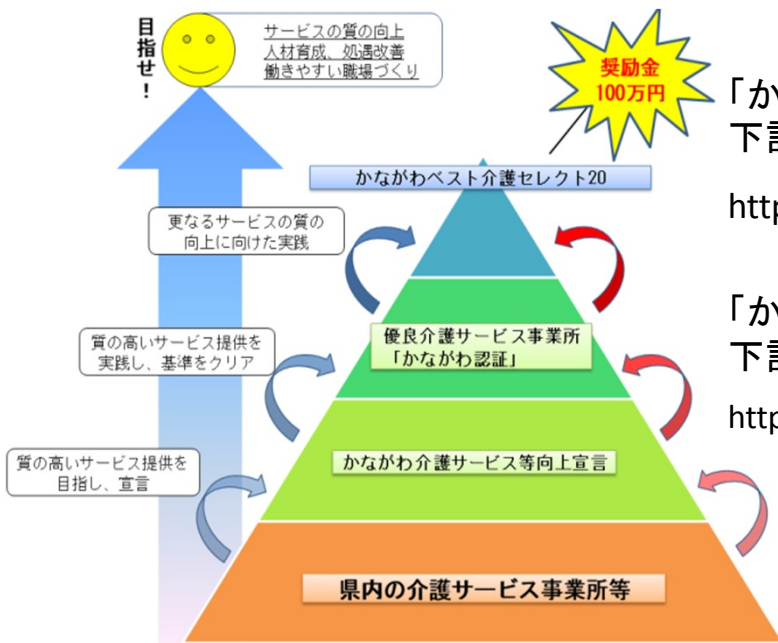 目指せ！
サービスの質の向上
人材育成、処遇改善
働きやすい職場づくり
奨励金
100万円
かながわベスト介護セレクト20
更なるサービスの質の
向上に向けた実践
優良介護サービス事業所
「かながわ認証」
質の高いサービス提供を
実践し、基準をクリア
かながわ介護サービス等向上宣言
質の高いサービス提供を
目指し、宣言
県内の介護サービス事業所等
「か
下記
http
「か
下記
http